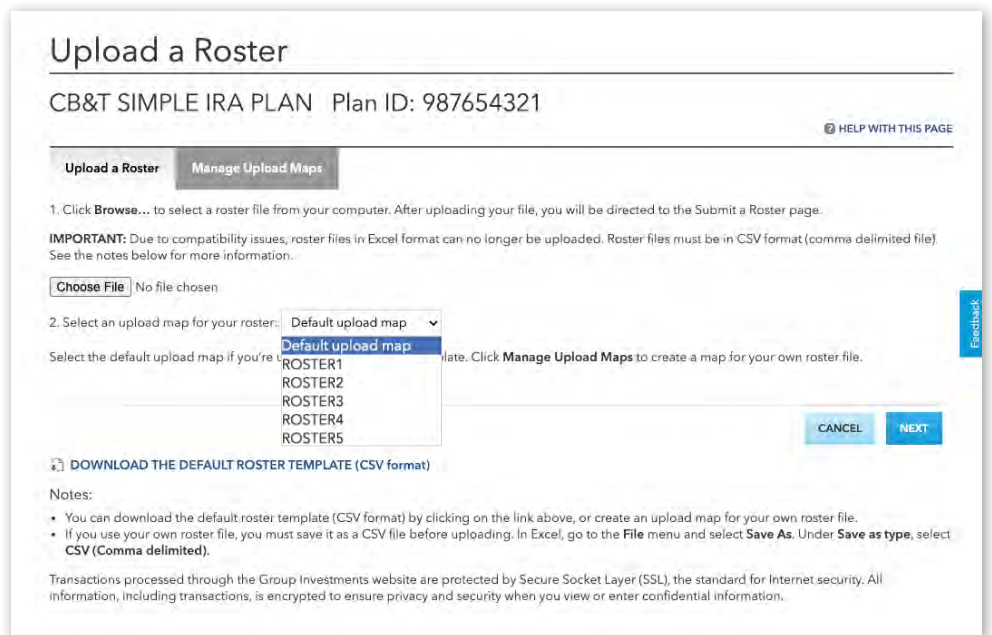 Upload a Roster
CB&T SIMPLE IRA PLAN Plan ID: 987654321
HELP WITH THIS PAGE
Upload a Roster
Manage Upload Maps
1. Click Browse... to select a roster file from your computer. After uploading your file, you will be directed to the Submit a Roster page.
IMPORTANT: Due to compatibility issues, roster files in Excel format can no longer be uploaded. Roster files must be in CSV format (comma delimited file)
See the notes below for more information.
Choose File No file chosen
2. Select an upload map for your roster: Default upload map
Default upload map
Select the default upload map if you're late. Click Manage Upload Maps to create a map for your own roster file.
ROSTER1
ROSTER2
ROSTER3
ROSTER4
ROSTER5
Feedback
CANCEL
NEXT
DOWNLOAD THE DEFAULT ROSTER TEMPLATE (CSV format)
Notes:
• You can download the default roster template (CSV format) by clicking on the link above, or create an upload map for your own roster file.
• If you use your own roster file, you must save it as a CSV file before uploading. In Excel, go to the File menu and select Save As. Under Save as type, select
CSV (Comma delimited).
Transactions processed through the Group Investments website are protected by Secure Socket Layer (SSL), the standard for Internet security. All
information, including transactions, is encrypted to ensure privacy and security when you view or enter confidential information.